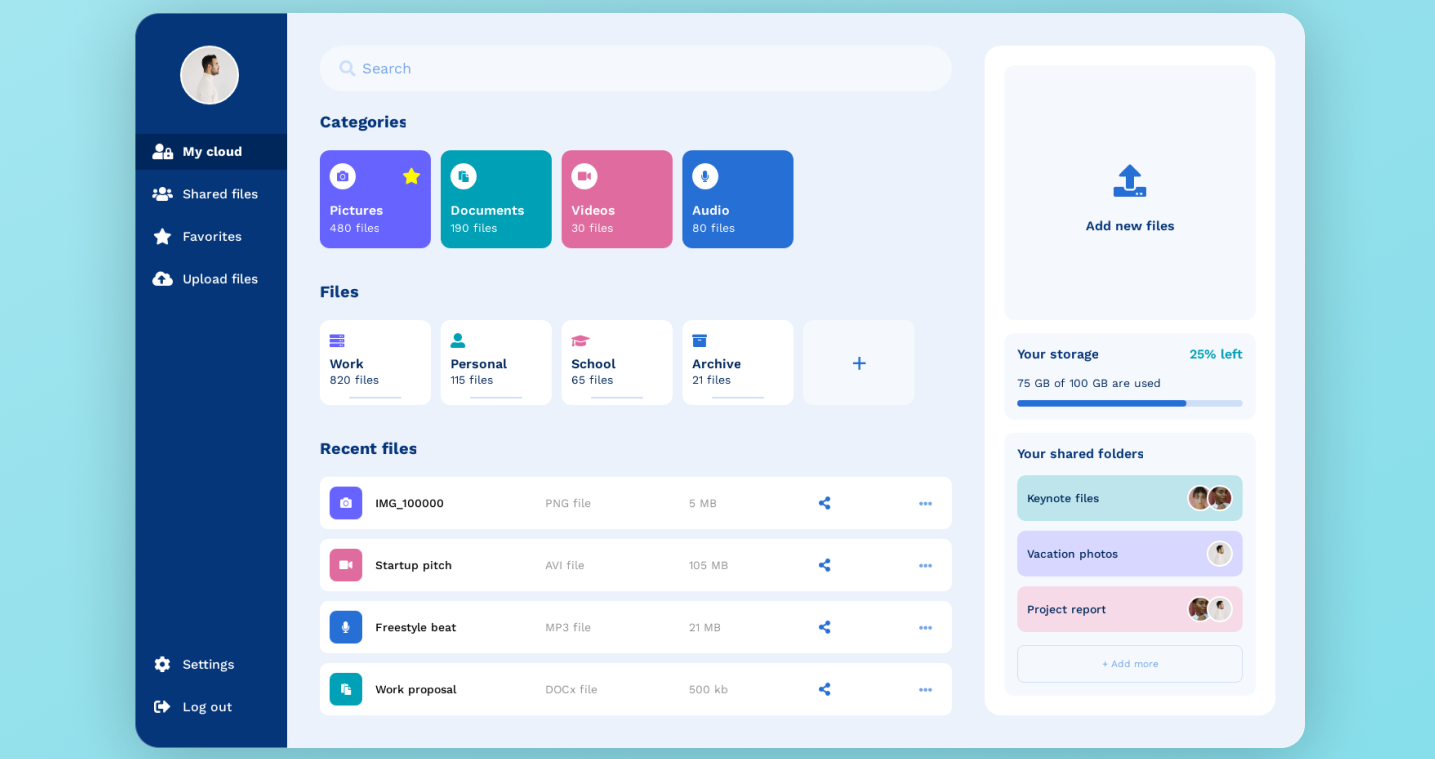 My cloud
Shared files
Favorites
Upload files
Settings
Log out
Search
Categories
Pictures
480 files
Documents
190 files
Videos
30 files
Audio
80 files
Files
Work
820 files
Personal
115 files
School
65 files
Archive
21 files
Recent files
IMG_100000 PNG file 5 MB
Startup pitch AVI file 105 MB
Freestyle beat MP3 file 21 MB
Work proposal DOCx file 500 kb
Add new files
Your storage 25% left
75 GB of 100 GB are used
Your shared folders
Keynote files
Vacation photos
Project report
+ Add more